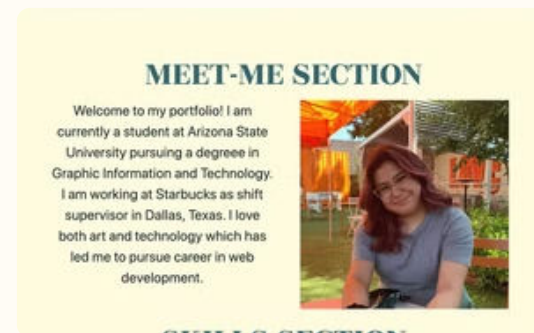 MEET-ME SECTION
Welcome to my portfolio! I am
currently a student at Arizona State
University pursuing a degreee in
Graphic Information and Technology.
I am working at Starbucks as shift
supervisor in Dallas, Texas. I love
both art and technology which has
led me to pursue career in web
development.
SKILLS SECTION